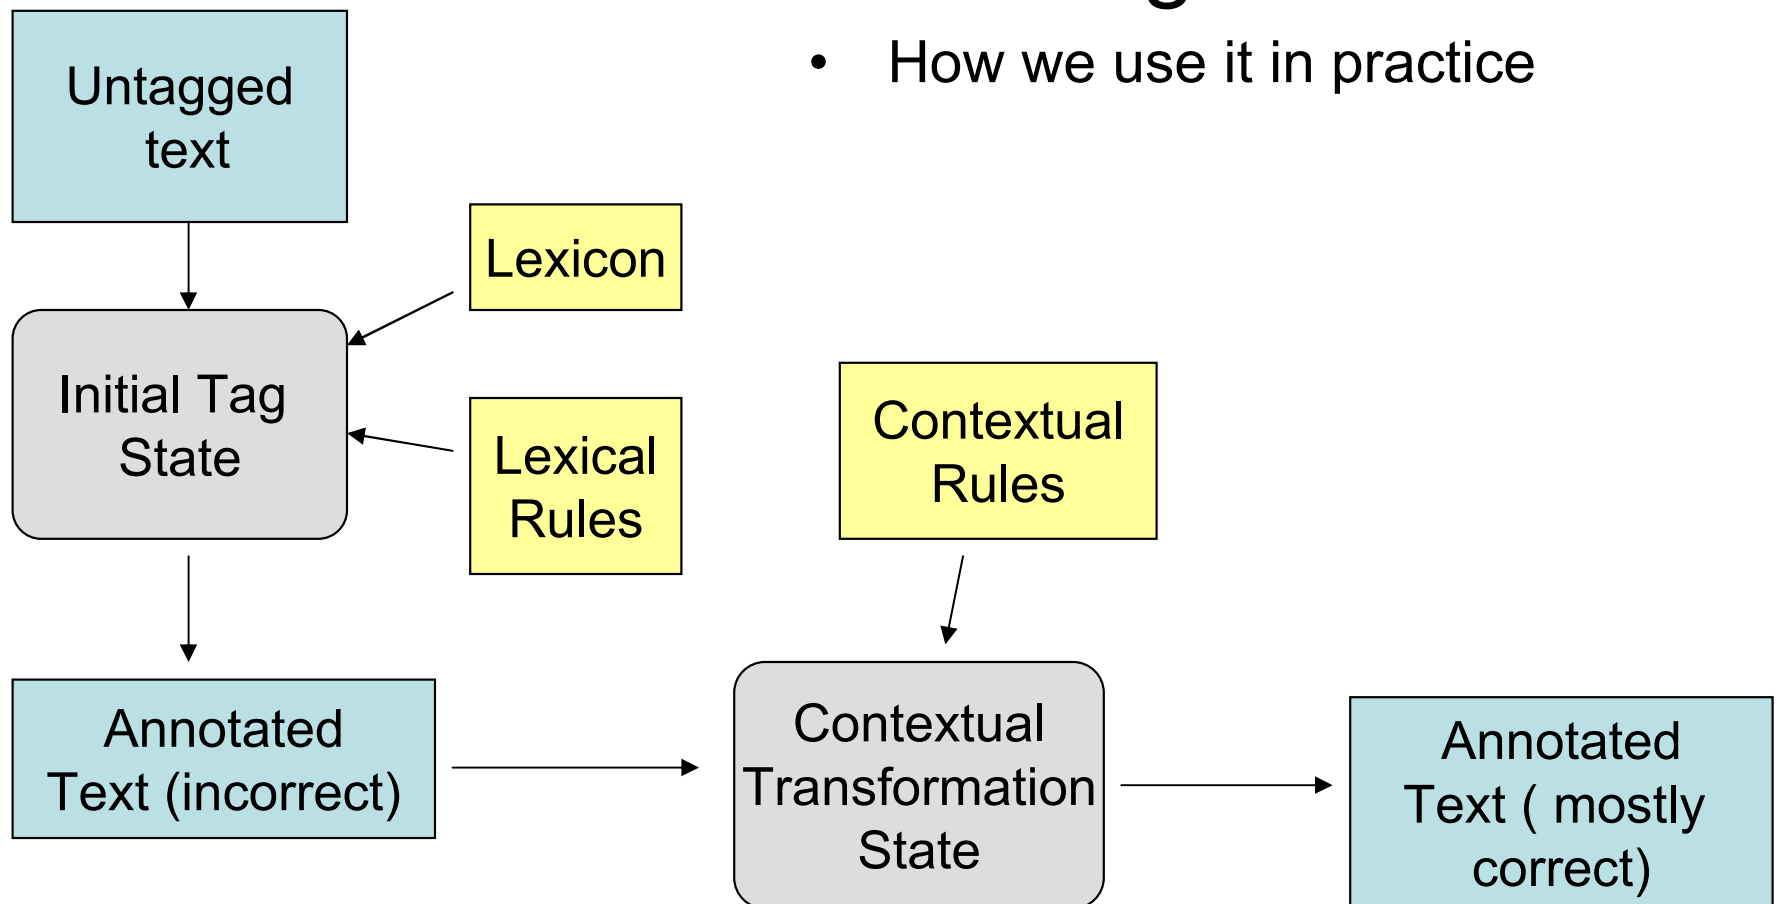 • How we use it in practice
Untagged
text
Lexicon
Initial Tag
State
Lexical
Rules
Contextual
Rules
Annotated
Text (incorrect)
Contextual
Transformation
State
Annotated
Text ( mostly
correct)